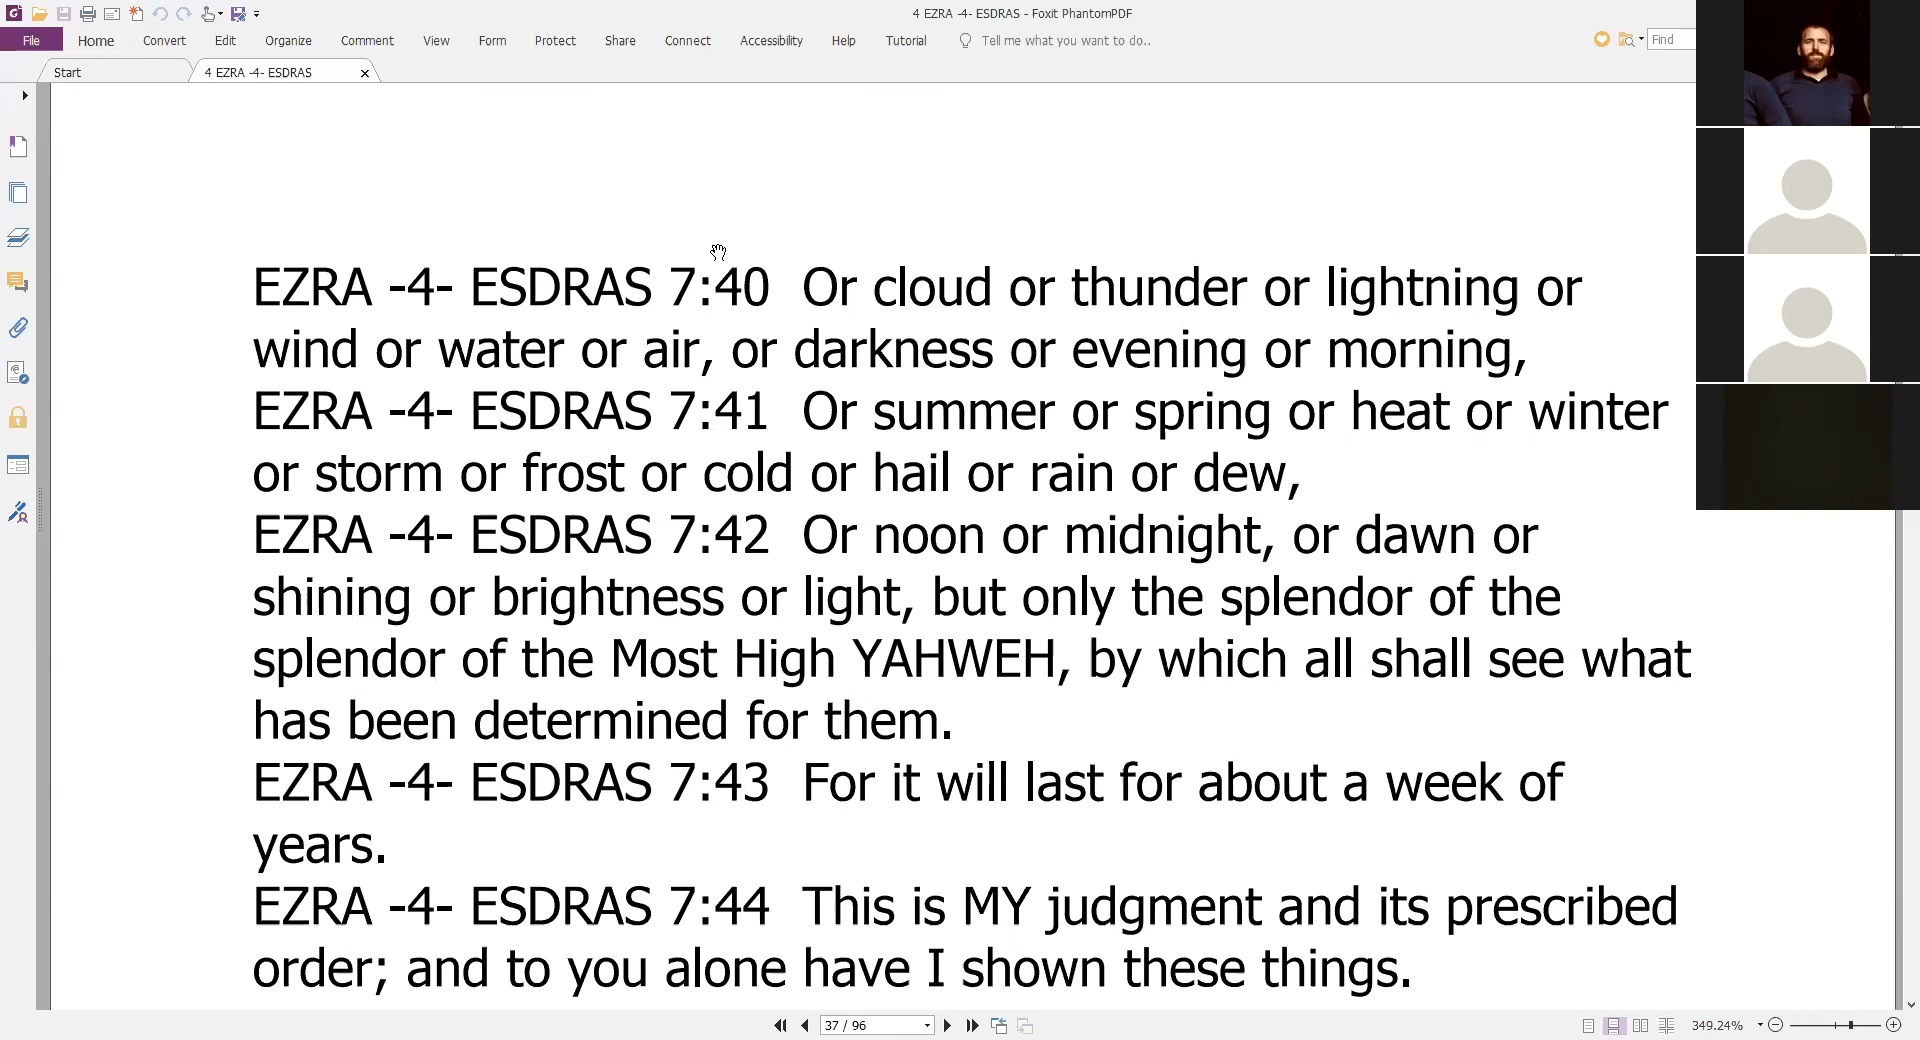 4 EZRA -4- ESDRAS - Foxit PhantomPDF
File Home Convert Edit Organize Comment View Form Protect Share Connect Accessibility Help Tutorial Tell me what you want to do.. Find
Start 4 EZRA -4- ESDRAS
EZRA -4- ESDRAS 7:40 Or cloud or thunder or lightning or
wind or water or air, or darkness or evening or morning,
EZRA -4- ESDRAS 7:41 Or summer or spring or heat or winter
or storm or frost or cold or hail or rain or dew,
EZRA -4- ESDRAS 7:42 Or noon or midnight, or dawn or
shining or brightness or light, but only the splendor of the
splendor of the Most High YAHWEH, by which all shall see what
has been determined for them.
EZRA -4- ESDRAS 7:43 For it will last for about a week of
years.
EZRA -4- ESDRAS 7:44 This is MY judgment and its prescribed
order; and to you alone have I shown these things.
37 / 96
349.24%